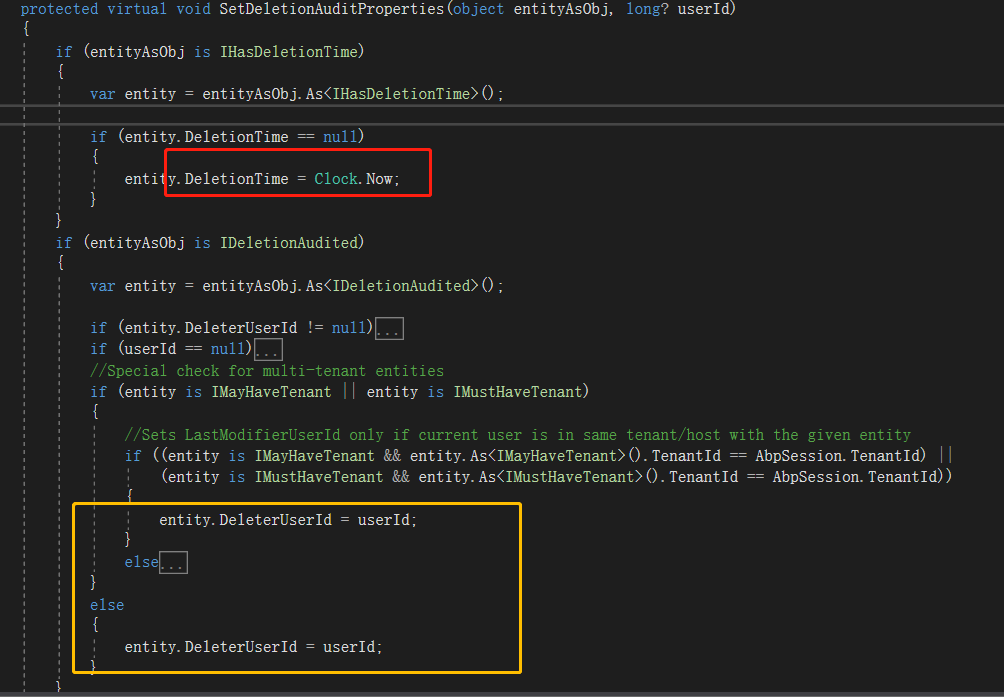 protected virtual void SetDeletionAuditProperties(object entityAsObj, long? userId)
{
if (entityAsObj is IHasDeletionTime)
{
var entity = entityAsObj.As<IHasDeletionTime>();
if (entity.DeletionTime == null)
{
entity.DeletionTime = Clock.Now;
}
}
if (entityAsObj is IDeletionAudited)
{
var entity = entityAsObj.As<IDeletionAudited>();
if (entity.DeleterUserId != null)...
if (userId == null)...
//Special check for multi-tenant entities
if (entity is IMayHaveTenant || entity is IMustHaveTenant)
{
//Sets LastModifierUserId only if current user is in same tenant/host with the given entity
if ((entity is IMayHaveTenant && entity.As<IMayHaveTenant>().TenantId == AbpSession.TenantId) ||
(entity is IMustHaveTenant && entity.As<IMustHaveTenant>().TenantId == AbpSession.TenantId))
{
entity.DeleterUserId = userId;
}
else...
}
else
{
entity.DeleterUserId = userId;
}
}